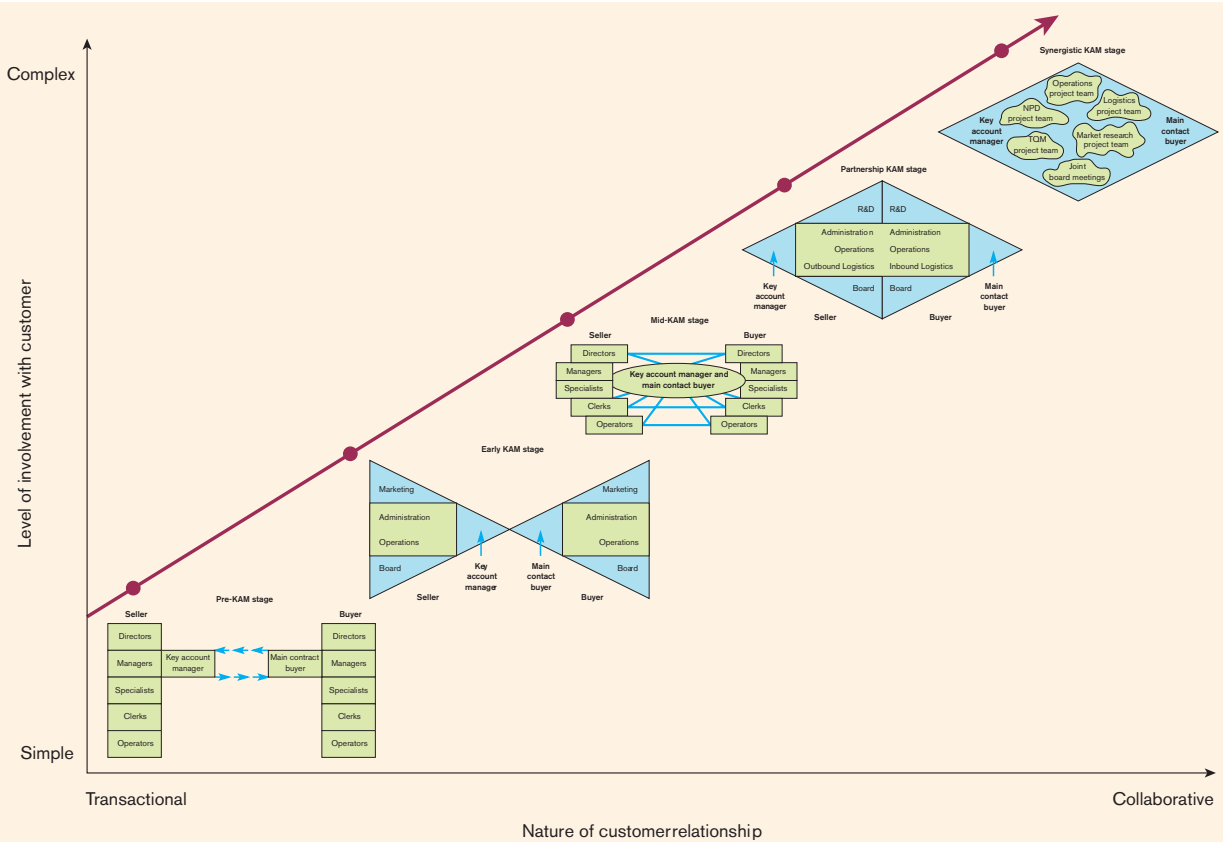 Complex
Level of involvement with customer
Simple
Transactional
Collaborative
Nature of customerrelationship
Pre-KAM stage
Seller
Buyer
Directors
Managers
Specialists
Clerks
Operators
Key account
manager
Main contract
buyer
Directors
Managers
Specialists
Clerks
Operators
Early KAM stage
Marketing
Administration
Operations
Board
Key
account
manager
Seller
Main
contact
buyer
Marketing
Administration
Operations
Board
Buyer
Mid-KAM stage
Seller
Buyer
Directors
Managers
Specialists
Clerks
Operators
Key account manager and
main contact buyer
Directors
Managers
Specialists
Clerks
Operators
Partnership KAM stage
R&D
R&D
Administration
Administration
Operations
Operations
Outbound Logistics
Inbound Logistics
Board
Board
Key
account
manager
Main
contact
buyer
Seller
Buyer
Synergistic KAM stage
Operations
project team
Logistics
project team
NPD
project team
Key
account
manager
Main
contact
buyer
Market research
project team
TQM
project team
Joint
board meetings